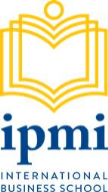 ipmi
INTERNATIONAL
BUSINESS SCHOOL